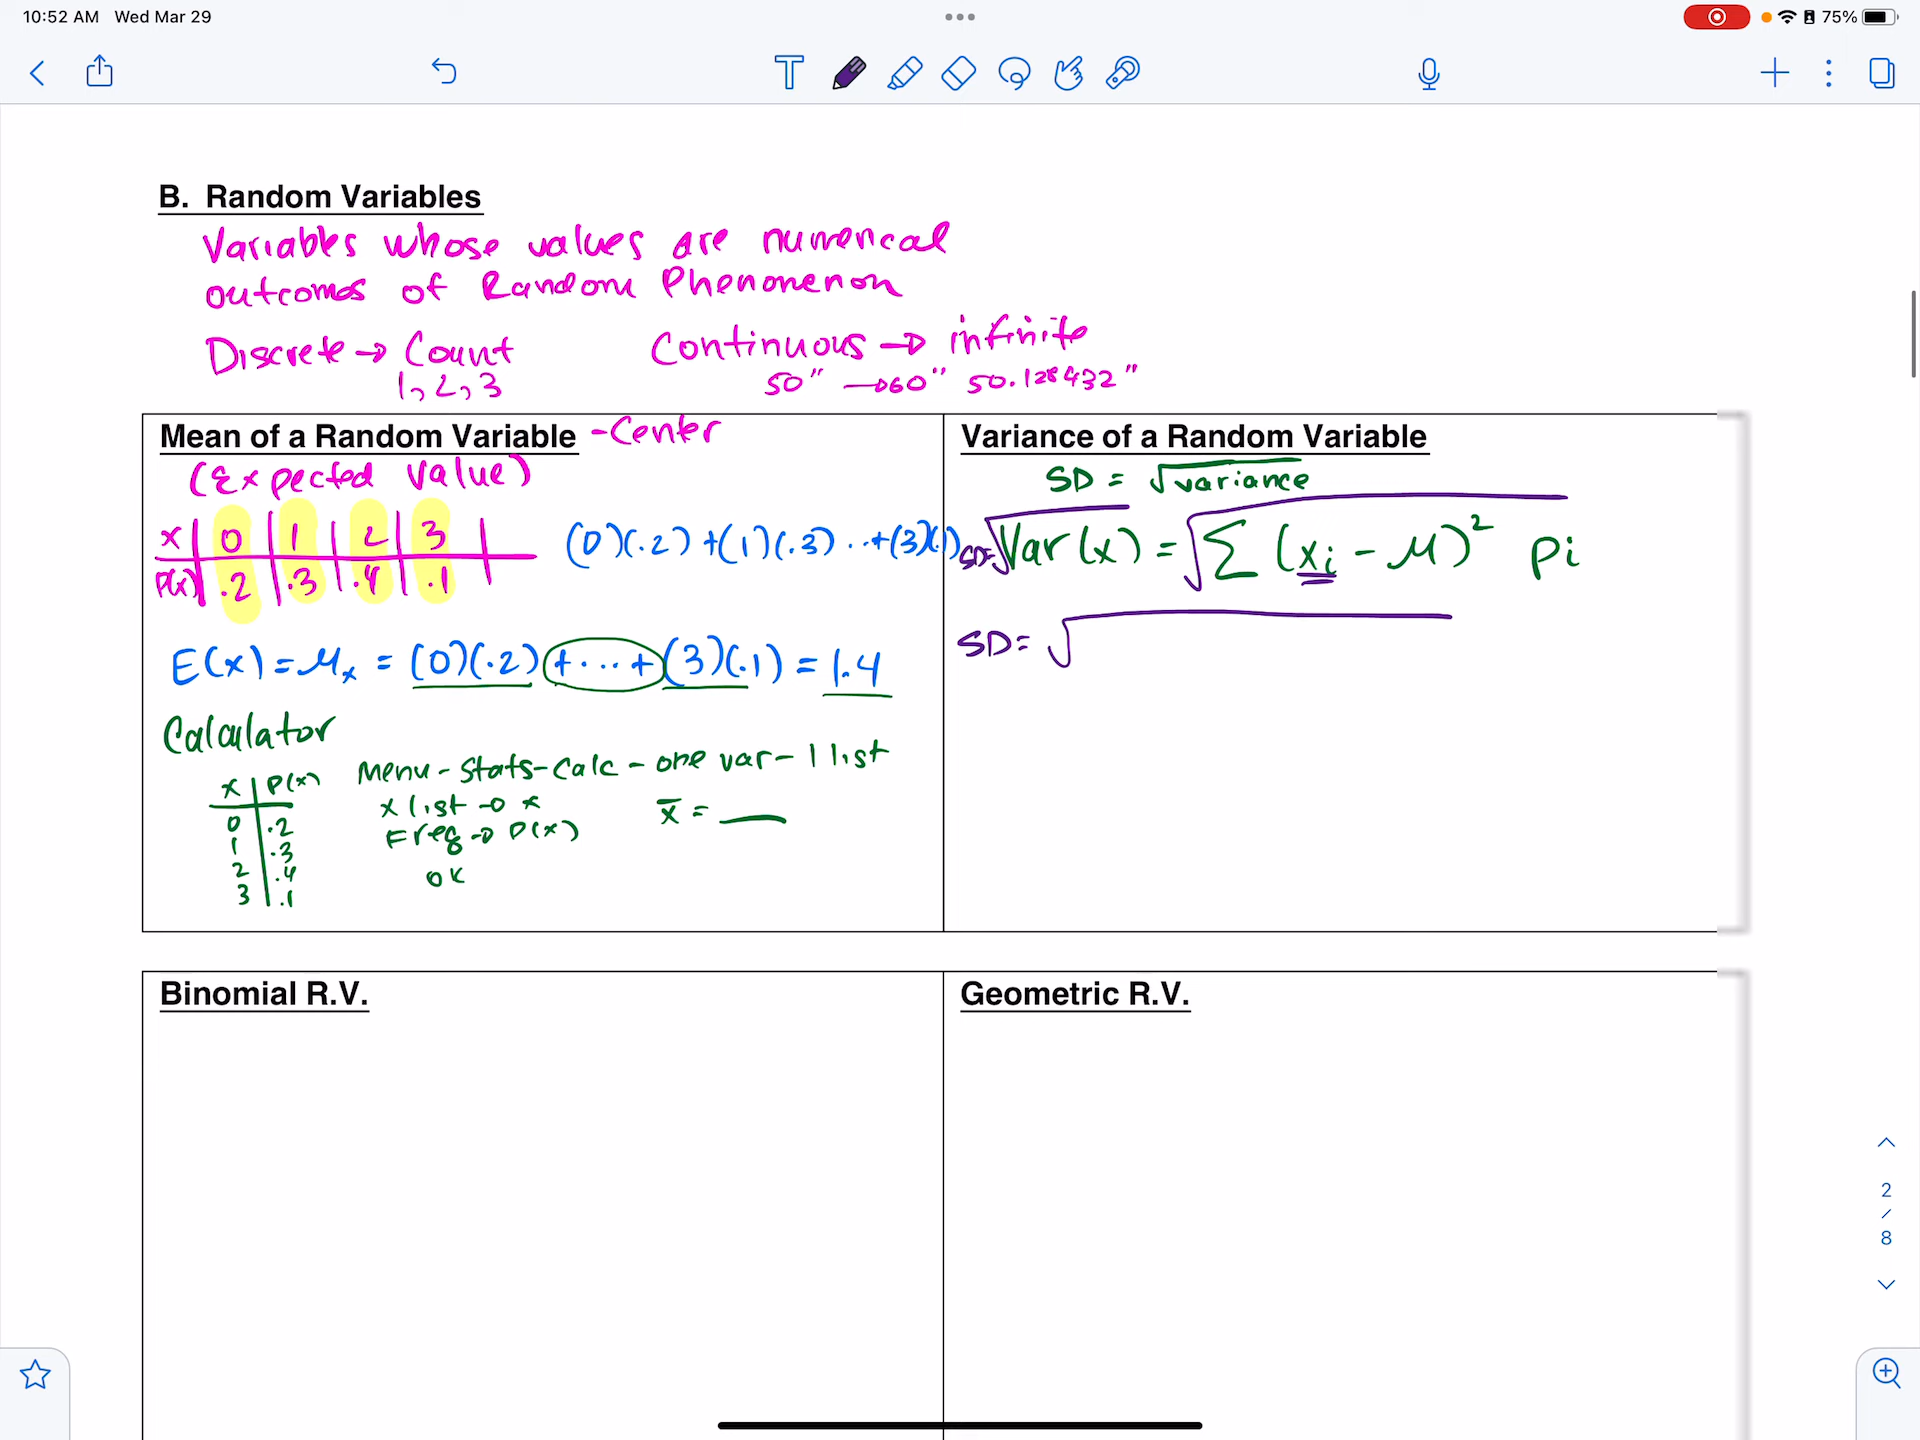 10:52 AM Wed Mar 29
75%
B. Random Variables
Variables whose values are numerical
outcomes of Random Phenomenon
Discrete → Count
1, 2, 3
Continuous → infinite
50" → 60" 50.128432"
Mean of a Random Variable - Center
(Expected Value)
x | 0 | 1 | 2 | 3 |
P(x) | .2 | .3 | .4 | .1 |
(0)(.2) + (1)(.3) ... + (3)(.1)
E(x) = μx = (0)(.2) + ... + (3)(.1) = 1.4
Calculator
x | P(x)
0 | .2
1 | .3
2 | .4
3 | .1
Menu - Stats - Calc - one var - 1 list
x list → x
Freq → P(x)
OK
x̄ = ___
Variance of a Random Variable
SD = √variance
SD = √Var(x) = √Σ (xi - μ)² pi
SD = √
Binomial R.V.
Geometric R.V.
2
/
8